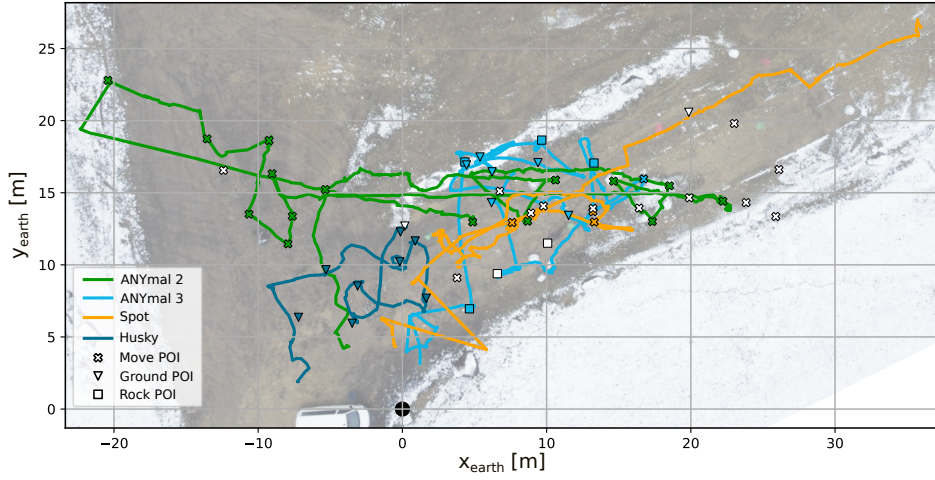 25
20
15
10
5
0
y_earth [m]
ANYmal 2
ANYmal 3
Spot
Husky
Move POI
Ground POI
Rock POI
−20 −10 0 10 20 30
x_earth [m]